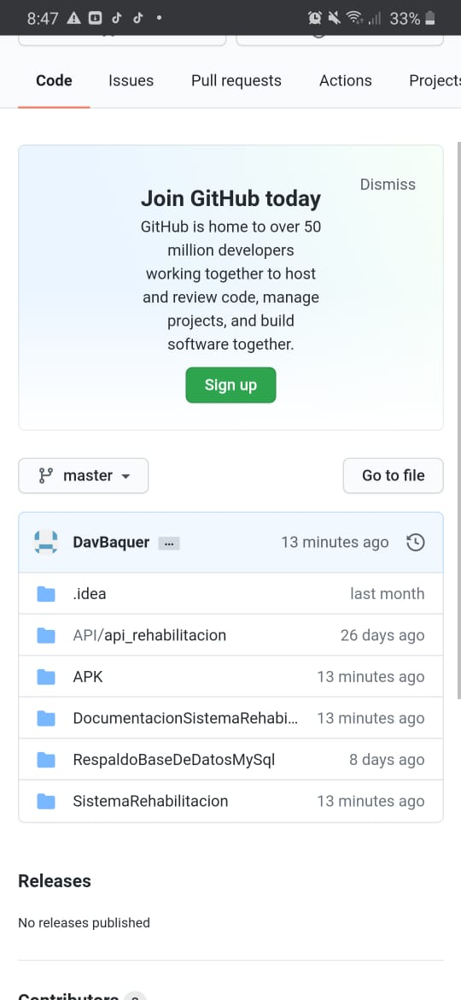 8:47
33%
Code Issues Pull requests Actions Projects
Dismiss
Join GitHub today
GitHub is home to over 50
million developers
working together to host
and review code, manage
projects, and build
software together.
Sign up
master
Go to file
DavBaquer ... 13 minutes ago
.idea last month
API/api_rehabilitacion 26 days ago
APK 13 minutes ago
DocumentacionSistemaRehabi... 13 minutes ago
RespaldoBaseDeDatosMySql 8 days ago
SistemaRehabilitacion 13 minutes ago
Releases
No releases published
Contributors